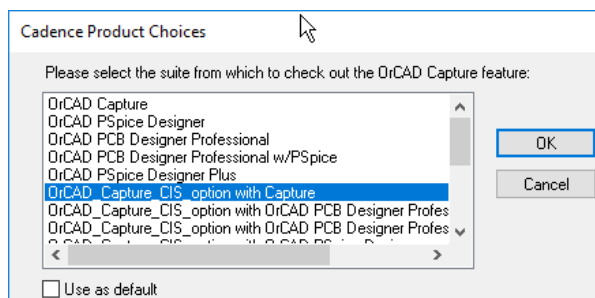 Cadence Product Choices
Please select the suite from which to check out the OrCAD Capture feature:
OrCAD Capture
OrCAD PSpice Designer
OrCAD PCB Designer Professional
OrCAD PCB Designer Professional w/PSpice
OrCAD PSpice Designer Plus
OrCAD_Capture_CIS_option with Capture
OrCAD_Capture_CIS_option with OrCAD PCB Designer Profes
OrCAD_Capture_CIS_option with OrCAD PCB Designer Profes
OK
Cancel
Use as default